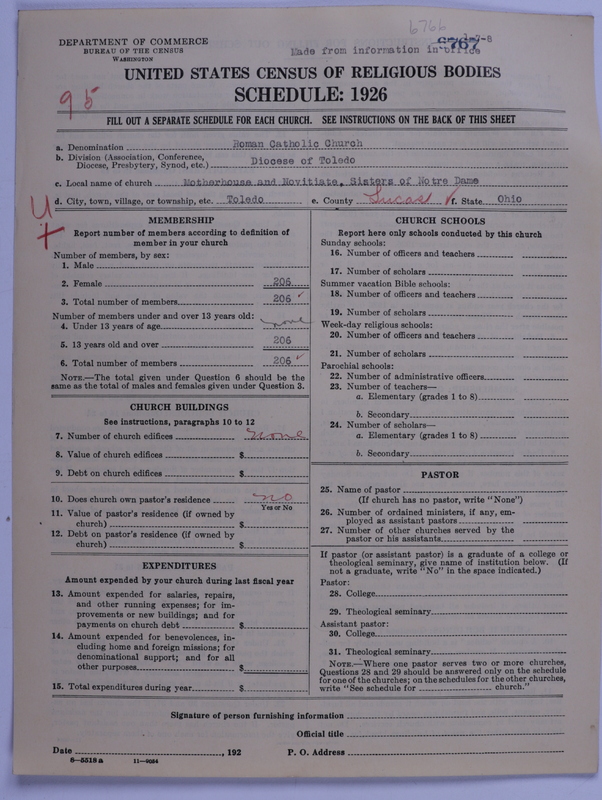 6766
DEPARTMENT OF COMMERCE
BUREAU OF THE CENSUS
WASHINGTON
Made from information in office
6767
1-7-8
UNITED STATES CENSUS OF RELIGIOUS BODIES
SCHEDULE: 1926
95
FILL OUT A SEPARATE SCHEDULE FOR EACH CHURCH. SEE INSTRUCTIONS ON THE BACK OF THIS SHEET
a. Denomination Roman Catholic Church
b. Division (Association, Conference, Diocese, Presbytery, Synod, etc.) Diocese of Toledo
c. Local name of church Motherhouse and Novitiate, Sisters of Notre Dame
d. City, town, village, or township, etc. Toledo e. County Lucas f. State Ohio
MEMBERSHIP
Report number of members according to definition of
member in your church
Number of members, by sex:
1. Male
2. Female 206
3. Total number of members 206 ✓
Number of members under and over 13 years old:
4. Under 13 years of age none
5. 13 years old and over 206
6. Total number of members 206 ✓
NOTE.—The total given under Question 6 should be the
same as the total of males and females given under Question 3.
CHURCH BUILDINGS
See instructions, paragraphs 10 to 12
7. Number of church edifices none
8. Value of church edifices $
9. Debt on church edifices $
10. Does church own pastor's residence no
Yes or No
11. Value of pastor's residence (if owned by
church) $
12. Debt on pastor's residence (if owned by
church) $
EXPENDITURES
Amount expended by your church during last fiscal year
13. Amount expended for salaries, repairs,
and other running expenses; for im-
provements or new buildings; and for
payments on church debt $
14. Amount expended for benevolences, in-
cluding home and foreign missions; for
denominational support; and for all
other purposes $
15. Total expenditures during year $
CHURCH SCHOOLS
Report here only schools conducted by this church
Sunday schools:
16. Number of officers and teachers
17. Number of scholars
Summer vacation Bible schools:
18. Number of officers and teachers
19. Number of scholars
Week-day religious schools:
20. Number of officers and teachers
21. Number of scholars
Parochial schools:
22. Number of administrative officers
23. Number of teachers—
a. Elementary (grades 1 to 8)
b. Secondary
24. Number of scholars—
a. Elementary (grades 1 to 8)
b. Secondary
PASTOR
25. Name of pastor
(If church has no pastor, write "None")
26. Number of ordained ministers, if any, em-
ployed as assistant pastors
27. Number of other churches served by the
pastor or his assistants
If pastor (or assistant pastor) is a graduate of a college or
theological seminary, give name of institution below. (If
not a graduate, write "No" in the space indicated.)
Pastor:
28. College
29. Theological seminary
Assistant pastor:
30. College
31. Theological seminary
NOTE.—Where one pastor serves two or more churches,
Questions 28 and 29 should be answered only on the schedule
for one of the churches; on the schedules for the other churches,
write "See schedule for church."
Signature of person furnishing information
Official title
Date , 192 P. O. Address
8—5518 a 11—9084